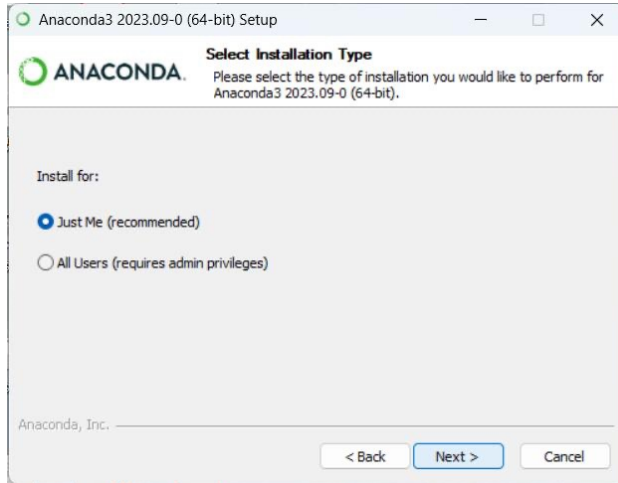 Anaconda3 2023.09-0 (64-bit) Setup
ANACONDA.
Select Installation Type
Please select the type of installation you would like to perform for
Anaconda3 2023.09-0 (64-bit).
Install for:
Just Me (recommended)
All Users (requires admin privileges)
Anaconda, Inc.
< Back Next > Cancel